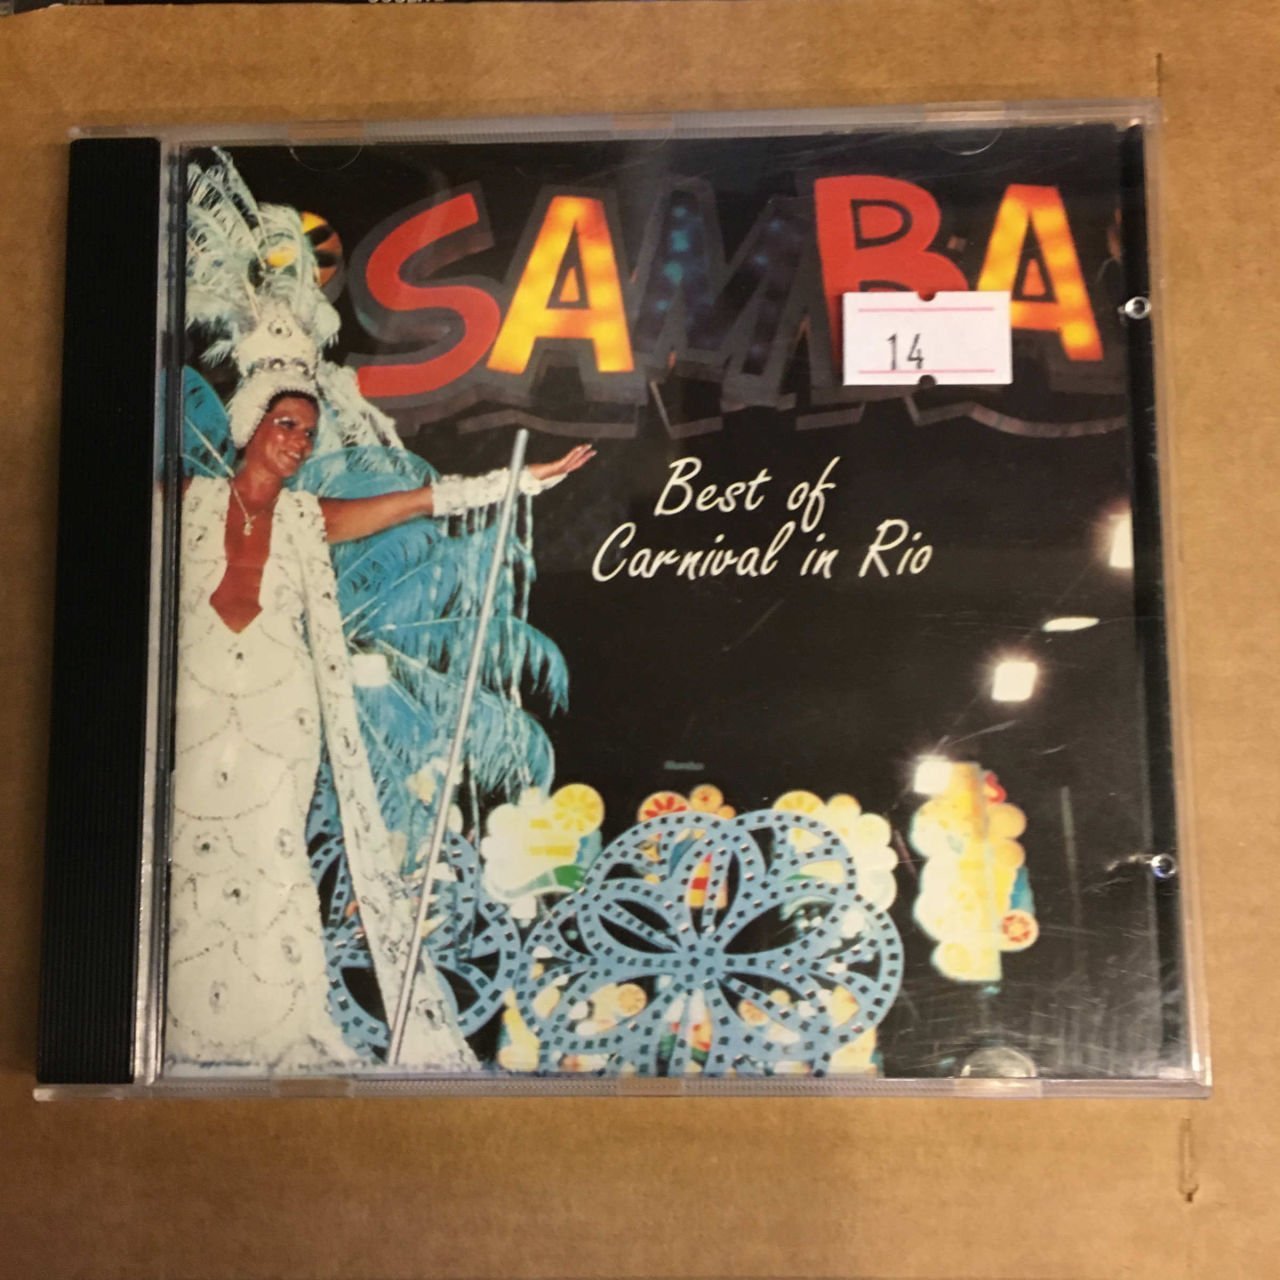 SAMBA
14
Best of
Carnival in Rio